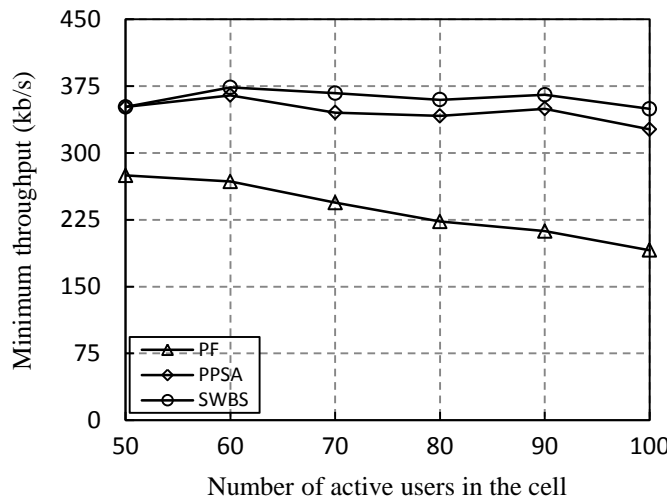 450
375
300
225
150
75
0
Minimum throughput (kb/s)
PF
PPSA
SWBS
50 60 70 80 90 100
Number of active users in the cell